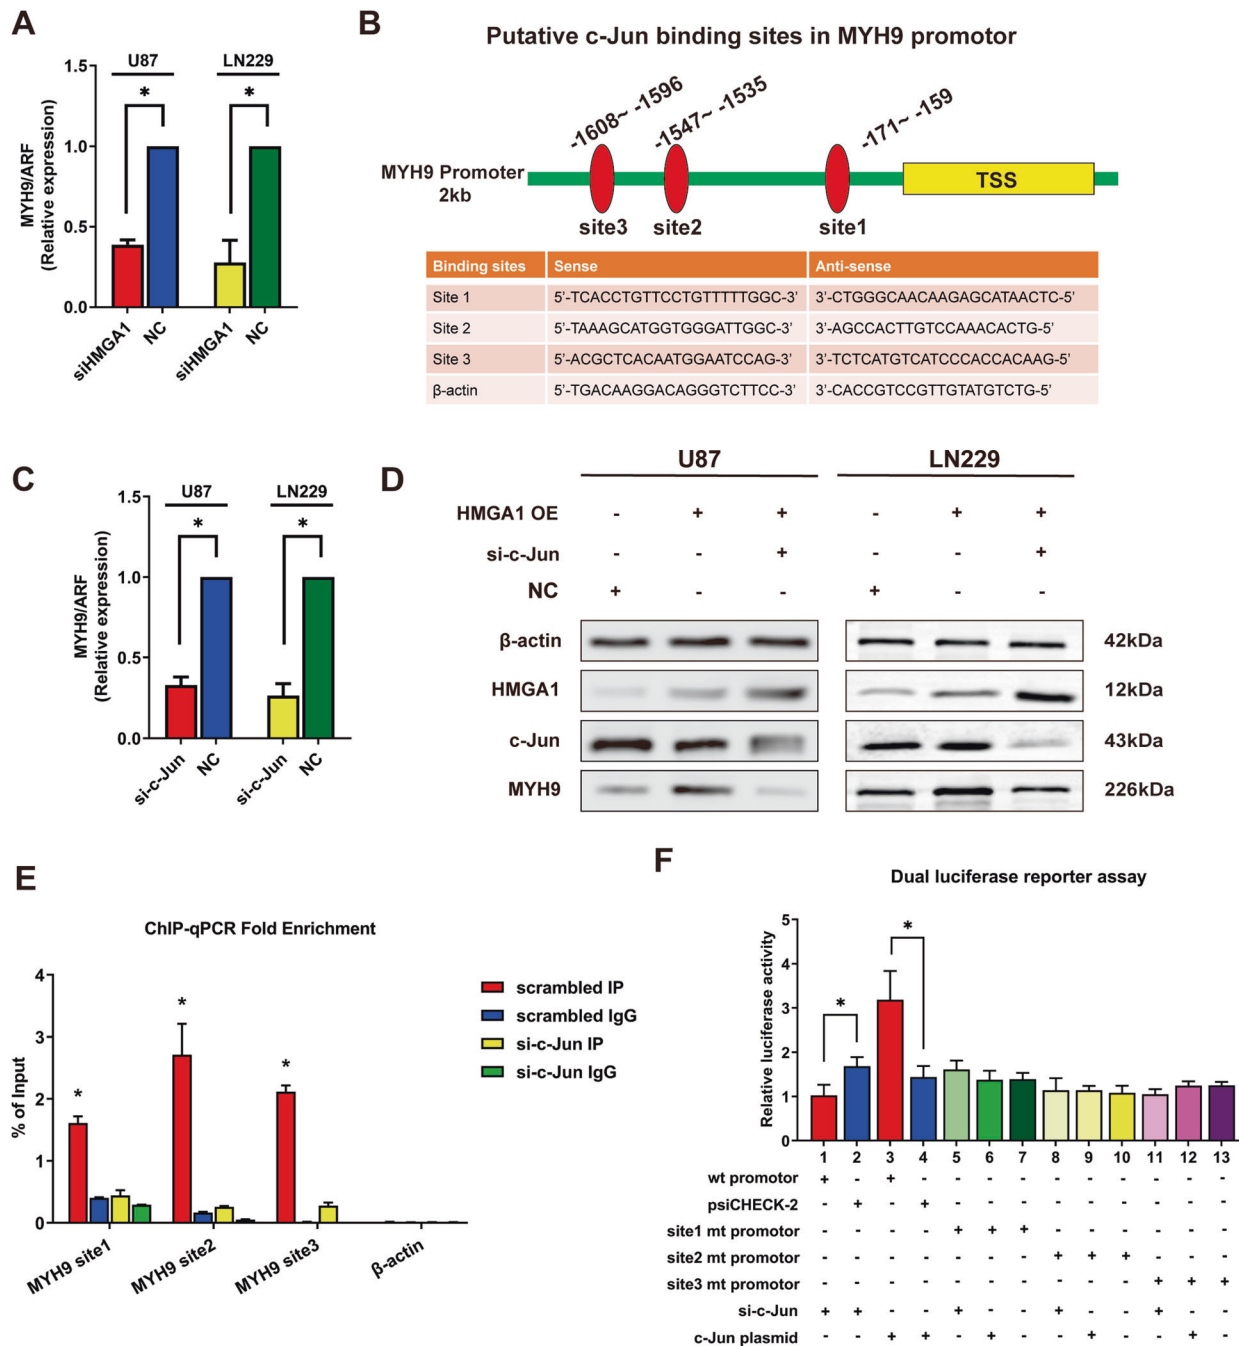 A
U87
LN229
*
*
MYH9/ARF
(Relative expression)
1.5
1.0
0.5
0.0
siHMGA1
NC
siHMGA1
NC
B
Putative c-Jun binding sites in MYH9 promotor
-1608~ -1596
-1547~ -1535
-171~ -159
MYH9 Promoter
2kb
TSS
site3
site2
site1
Binding sites Sense Anti-sense
Site 1 5'-TCACCTGTTCCTGTTTTTGGC-3' 3'-CTGGGCAACAAGAGCATAACTC-5'
Site 2 5'-TAAAGCATGGTGGGATTGGC-3' 3'-AGCCACTTGTCCAAACACTG-5'
Site 3 5'-ACGCTCACAATGGAATCCAG-3' 3'-TCTCATGTCATCCCACCACAAG-5'
β-actin 5'-TGACAAGGACAGGGTCTTCC-3' 3'-CACCGTCCGTTGTATGTCTG-5'
C
U87
LN229
*
*
MYH9/ARF
(Relative expression)
1.5
1.0
0.5
0.0
si-c-Jun
NC
si-c-Jun
NC
D
U87 LN229
HMGA1 OE - + + - + +
si-c-Jun - - + - - +
NC + - - + - -
β-actin 42kDa
HMGA1 12kDa
c-Jun 43kDa
MYH9 226kDa
E
ChIP-qPCR Fold Enrichment
% of Input
4
3
2
1
0
*
*
*
MYH9 site1
MYH9 site2
MYH9 site3
β-actin
scrambled IP
scrambled IgG
si-c-Jun IP
si-c-Jun IgG
F
Dual luciferase reporter assay
Relative luciferase activity
5
4
3
2
1
0
*
*
1 2 3 4 5 6 7 8 9 10 11 12 13
wt promotor + - + - - - - - - - - - -
psiCHECK-2 - + - + - - - - - - - - -
site1 mt promotor - - - - + + + - - - - - -
site2 mt promotor - - - - - - - + + + - - -
site3 mt promotor - - - - - - - - - - + + +
si-c-Jun + + - - + - - + - - + - -
c-Jun plasmid - - + + - + - - + - - + -